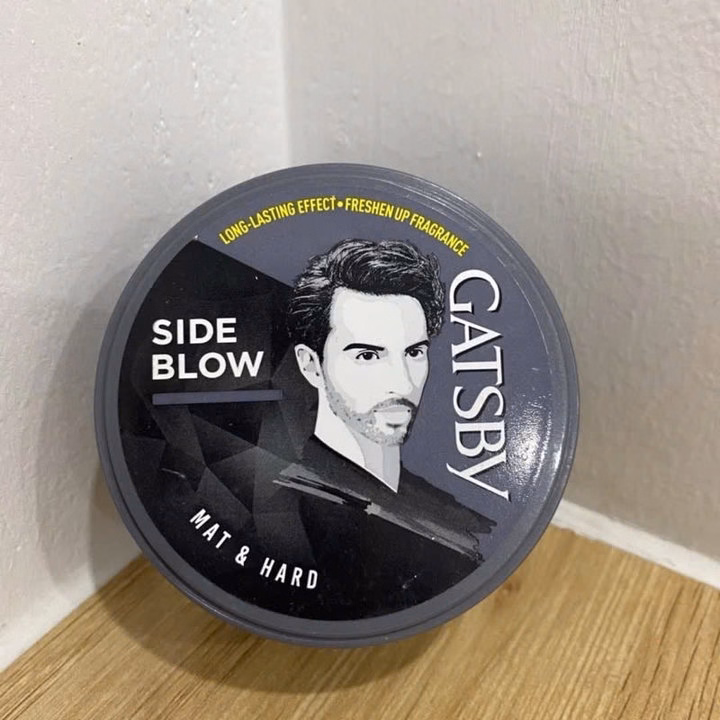 LONG-LASTING EFFECT • FRESHEN UP FRAGRANCE
SIDE
BLOW
GATSBY
MAT & HARD